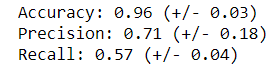 Accuracy: 0.96 (+/- 0.03)
Precision: 0.71 (+/- 0.18)
Recall: 0.57 (+/- 0.04)